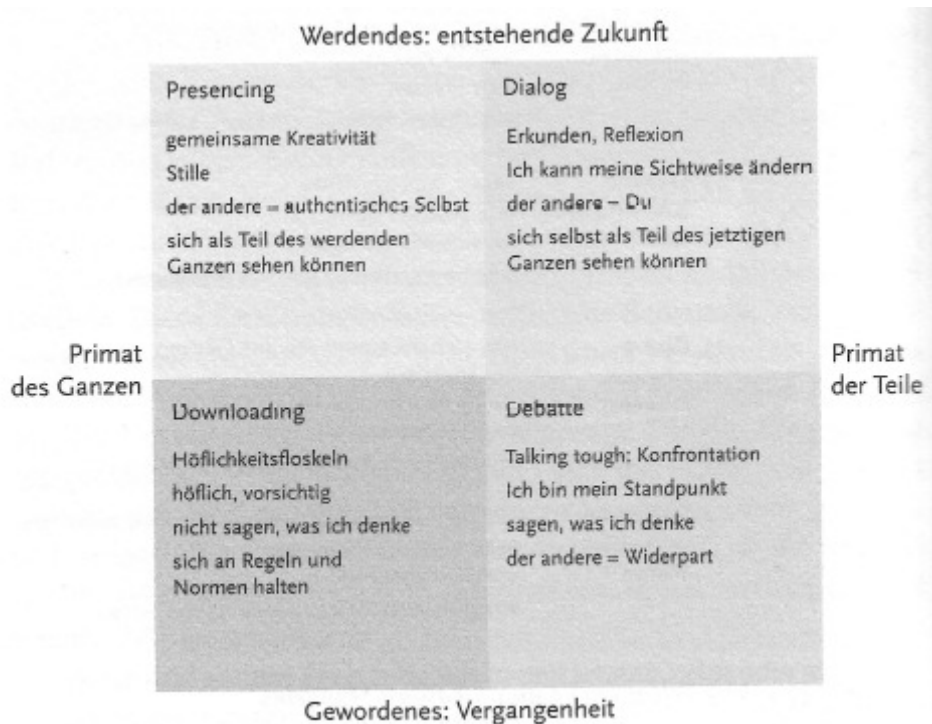 Werdendes: entstehende Zukunft
Presencing
gemeinsame Kreativität
Stille
der andere = authentisches Selbst
sich als Teil des werdenden
Ganzen sehen können
Dialog
Erkunden, Reflexion
Ich kann meine Sichtweise ändern
der andere = Du
sich selbst als Teil des jetztigen
Ganzen sehen können
Primat
des Ganzen
Primat
der Teile
Downloading
Höflichkeitsfloskeln
höflich, vorsichtig
nicht sagen, was ich denke
sich an Regeln und
Normen halten
Debatte
Talking tough: Konfrontation
Ich bin mein Standpunkt
sagen, was ich denke
der andere = Widerpart
Gewordenes: Vergangenheit